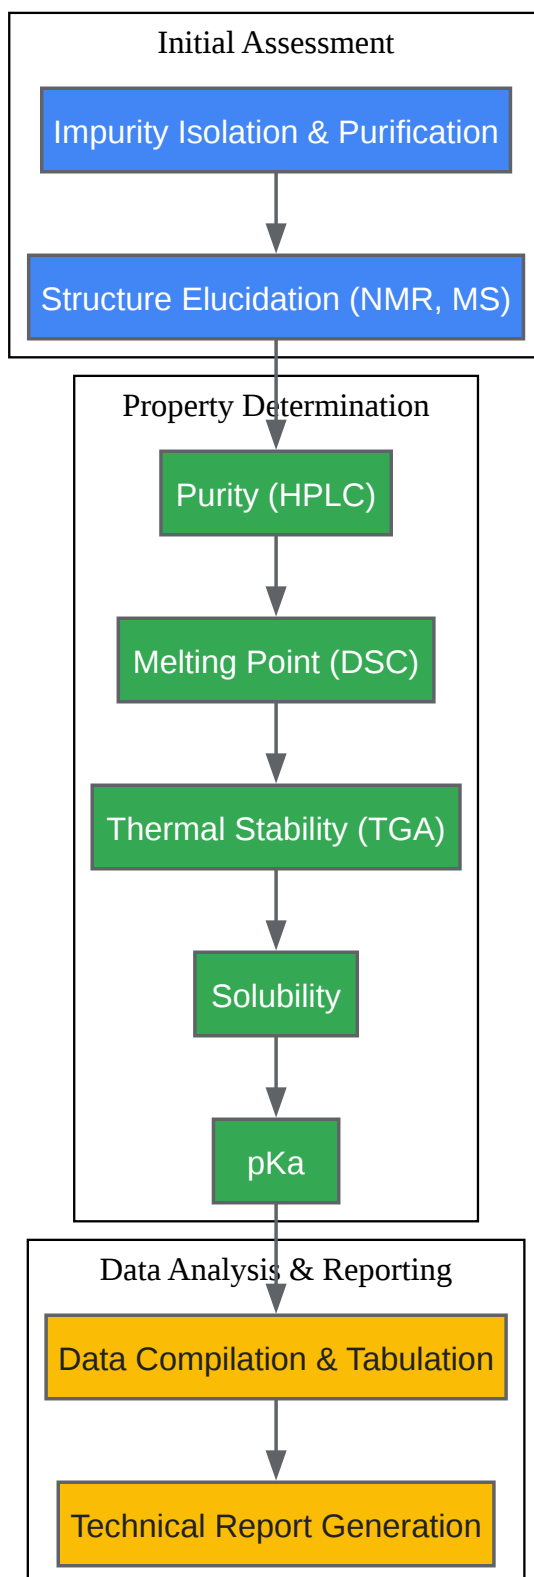 Initial Assessment
Impurity Isolation & Purification
Structure Elucidation (NMR, MS)
Property Determination
Purity (HPLC)
Melting Point (DSC)
Thermal Stability (TGA)
Solubility
pKa
Data Analysis & Reporting
Data Compilation & Tabulation
Technical Report Generation